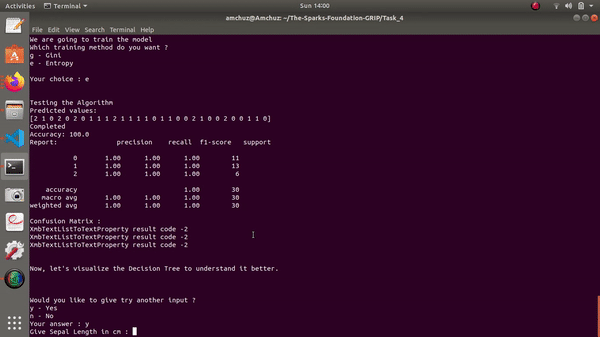 Activities Terminal Sun 14:00
amchuz@Amchuz: ~/The-Sparks-Foundation-GRIP/Task_4
File Edit View Search Terminal Help
We are going to train the model
Which training method do you want ?
g - Gini
e - Entropy
Your choice : e
Testing the Algorithm
Predicted values:
[2 1 0 2 0 2 0 1 1 1 2 1 1 1 1 0 1 1 0 0 2 1 0 0 2 0 0 1 1 0]
Completed
Accuracy: 100.0
Report: precision recall f1-score support
0 1.00 1.00 1.00 11
1 1.00 1.00 1.00 13
2 1.00 1.00 1.00 6
accuracy 1.00 30
macro avg 1.00 1.00 1.00 30
weighted avg 1.00 1.00 1.00 30
Confusion Matrix :
XmbTextListToTextProperty result code -2
XmbTextListToTextProperty result code -2
XmbTextListToTextProperty result code -2
Now, let's visualize the Decision Tree to understand it better.
Would you like to give try another input ?
y - Yes
n - No
Your answer : y
Give Sepal Length in cm :